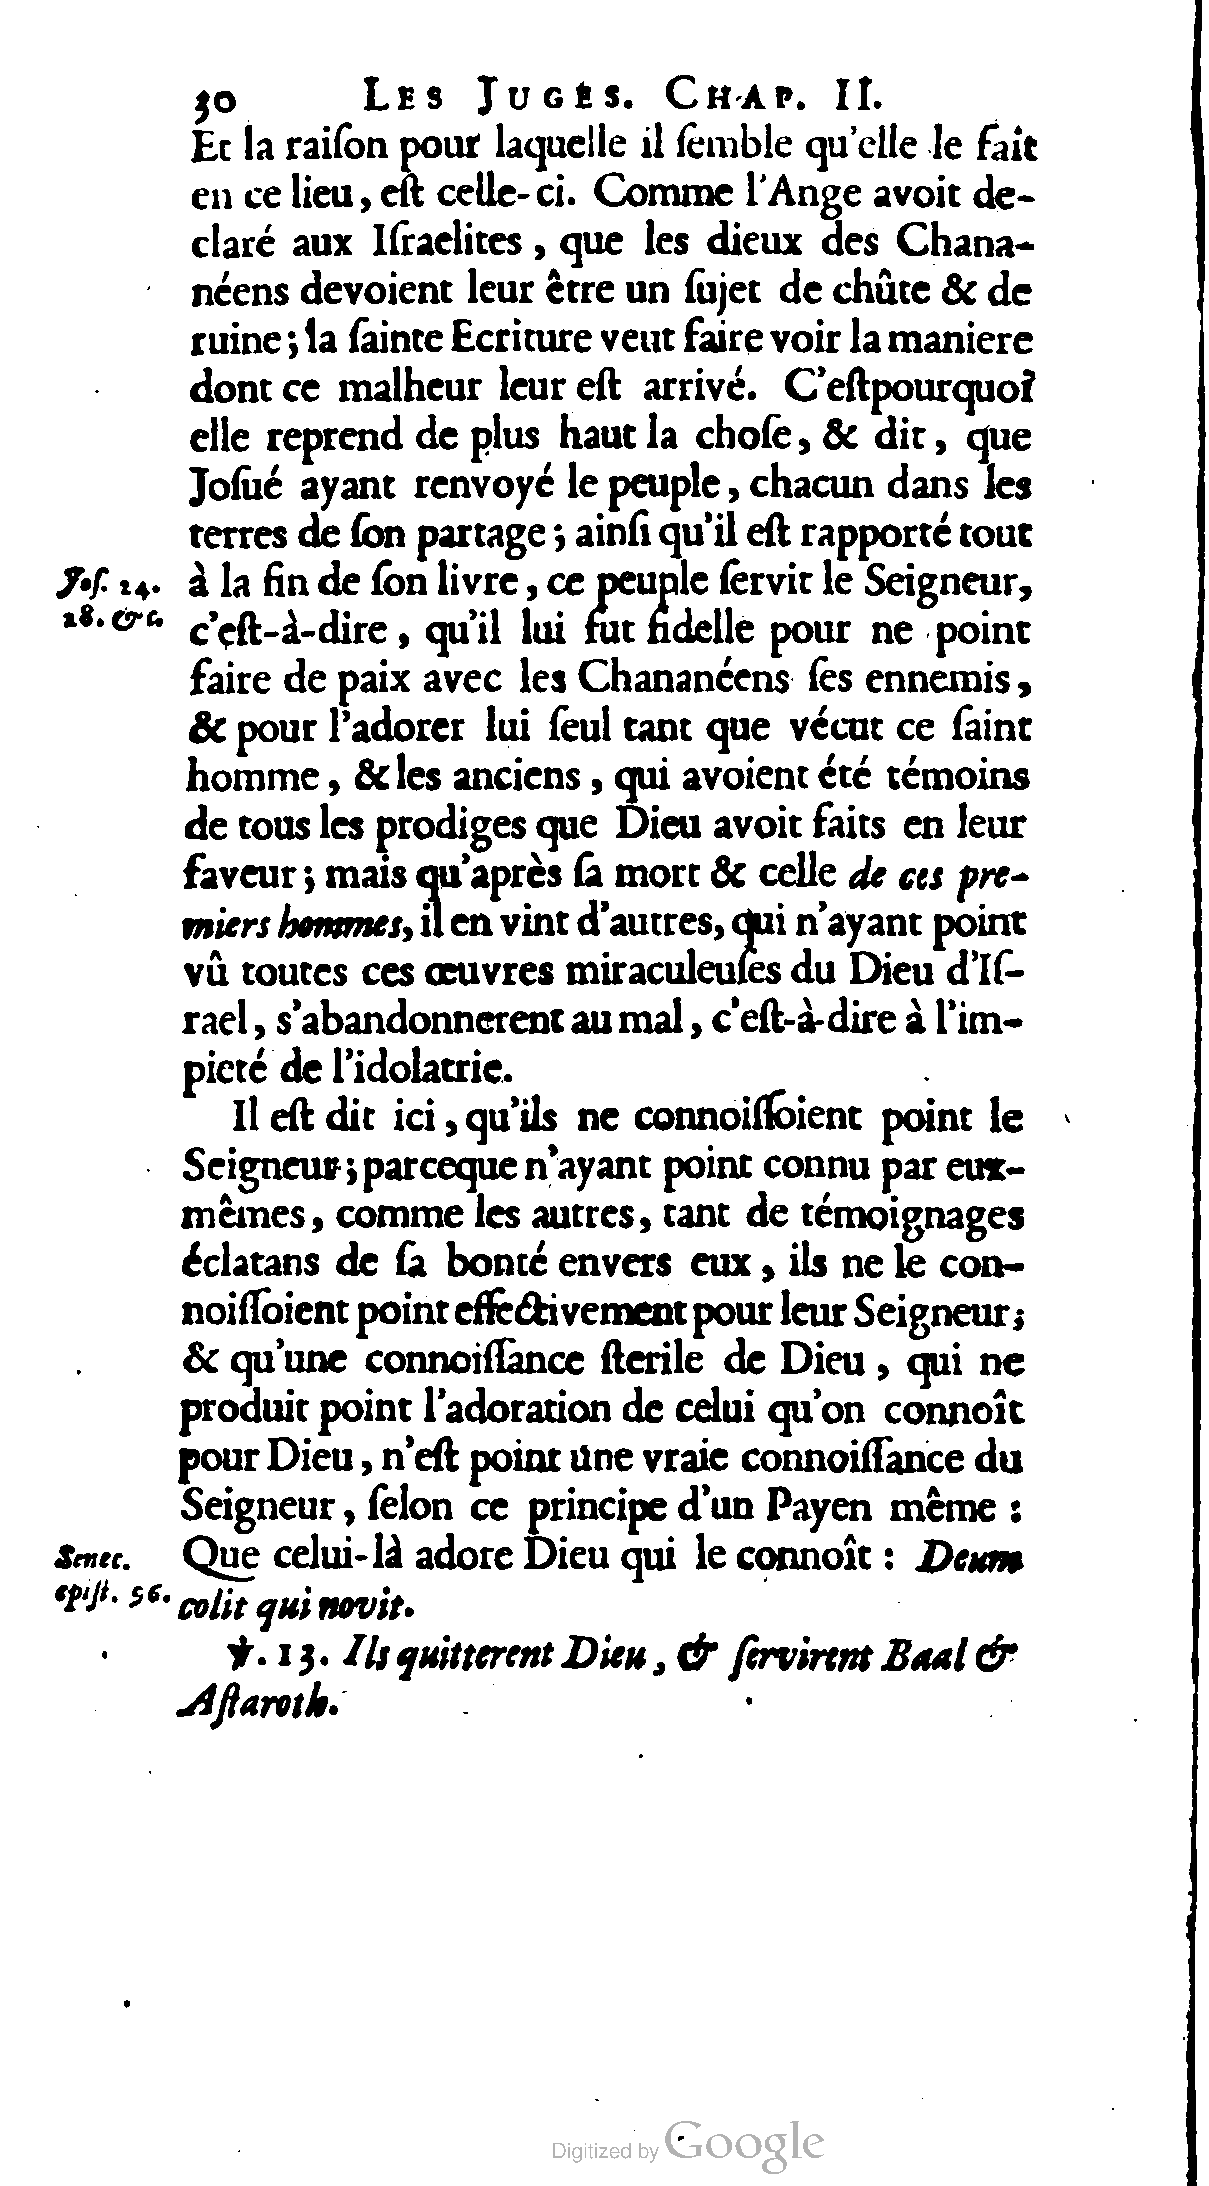 30 LES JUGES. CHAP. II.
Et la raiſon pour laquelle il ſemble qu'elle le fait
en ce lieu, eſt celle-ci. Comme l'Ange avoit de-
claré aux Iſraelites, que les dieux des Chana-
néens devoient leur être un ſujet de chûte & de
ruine; la ſainte Ecriture veut faire voir la maniere
dont ce malheur leur eſt arrivé. C'eſtpourquoi
elle reprend de plus haut la choſe, & dit, que
Joſué ayant renvoyé le peuple, chacun dans les
terres de ſon partage; ainſi qu'il eſt rapporté tout
Joſ. 24. à la fin de ſon livre, ce peuple ſervit le Seigneur,
28. &c. c'eſt-à-dire, qu'il lui fut fidelle pour ne point
faire de paix avec les Chananéens ſes ennemis,
& pour l'adorer lui ſeul tant que vécut ce ſaint
homme, & les anciens, qui avoient été témoins
de tous les prodiges que Dieu avoit faits en leur
faveur; mais qu'après ſa mort & celle de ces pre-
miers hommes, il en vint d'autres, qui n'ayant point
vû toutes ces œuvres miraculeuſes du Dieu d'Iſ-
rael, s'abandonnerent au mal, c'eſt-à-dire à l'im-
pieté de l'idolatrie.
Il eſt dit ici, qu'ils ne connoiſſoient point le
Seigneur; parceque n'ayant point connu par eux-
mêmes, comme les autres, tant de témoignages
éclatans de ſa bonté envers eux, ils ne le con-
noiſſoient point effectivement pour leur Seigneur;
& qu'une connoiſſance ſterile de Dieu, qui ne
produit point l'adoration de celui qu'on connoît
pour Dieu, n'eſt point une vraie connoiſſance du
Seigneur, ſelon ce principe d'un Payen même :
Senec. Que celui-là adore Dieu qui le connoît : Deum
epiſt. 96. colit qui novit.
℣. 13. Ils quitterent Dieu, & ſervirent Baal &
Aſtaroth.
Digitized by Google